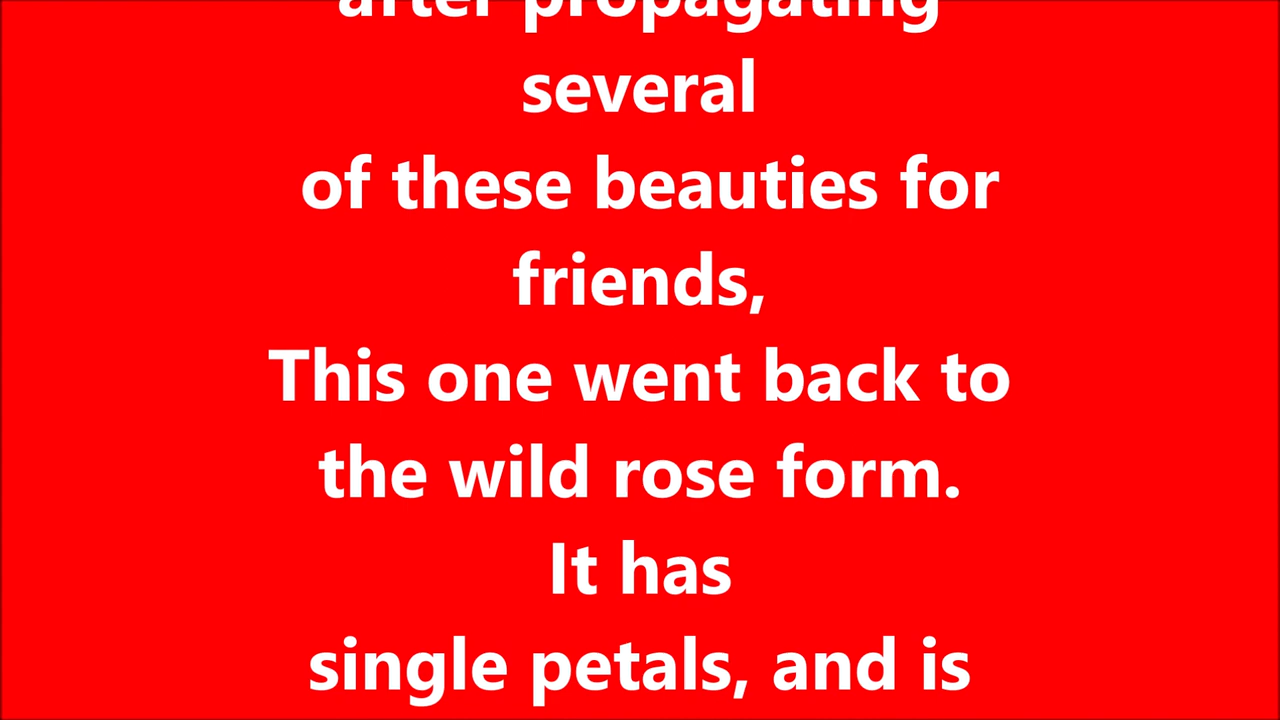 after propagating
several
of these beauties for
friends,
This one went back to
the wild rose form.
It has
single petals, and is